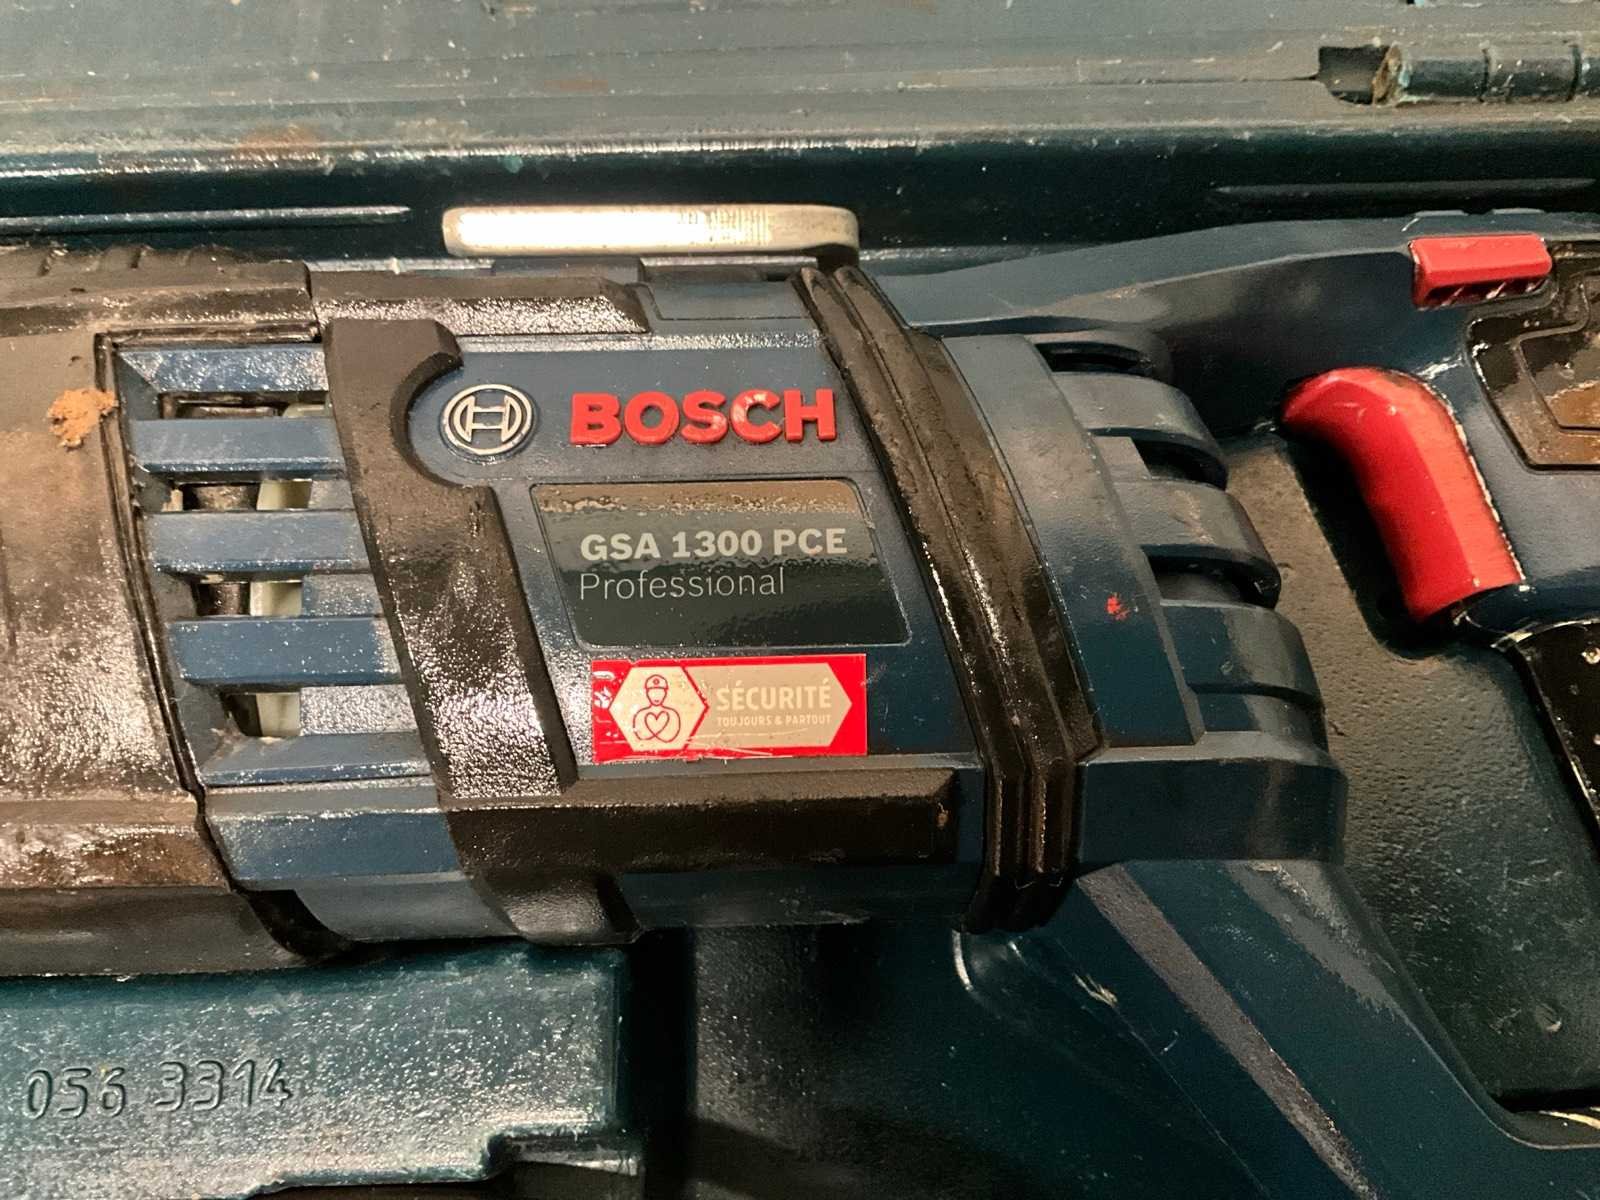 BOSCH
GSA 1300 PCE
Professional
SÉCURITÉ
TOUJOURS & PARTOUT
056 3314